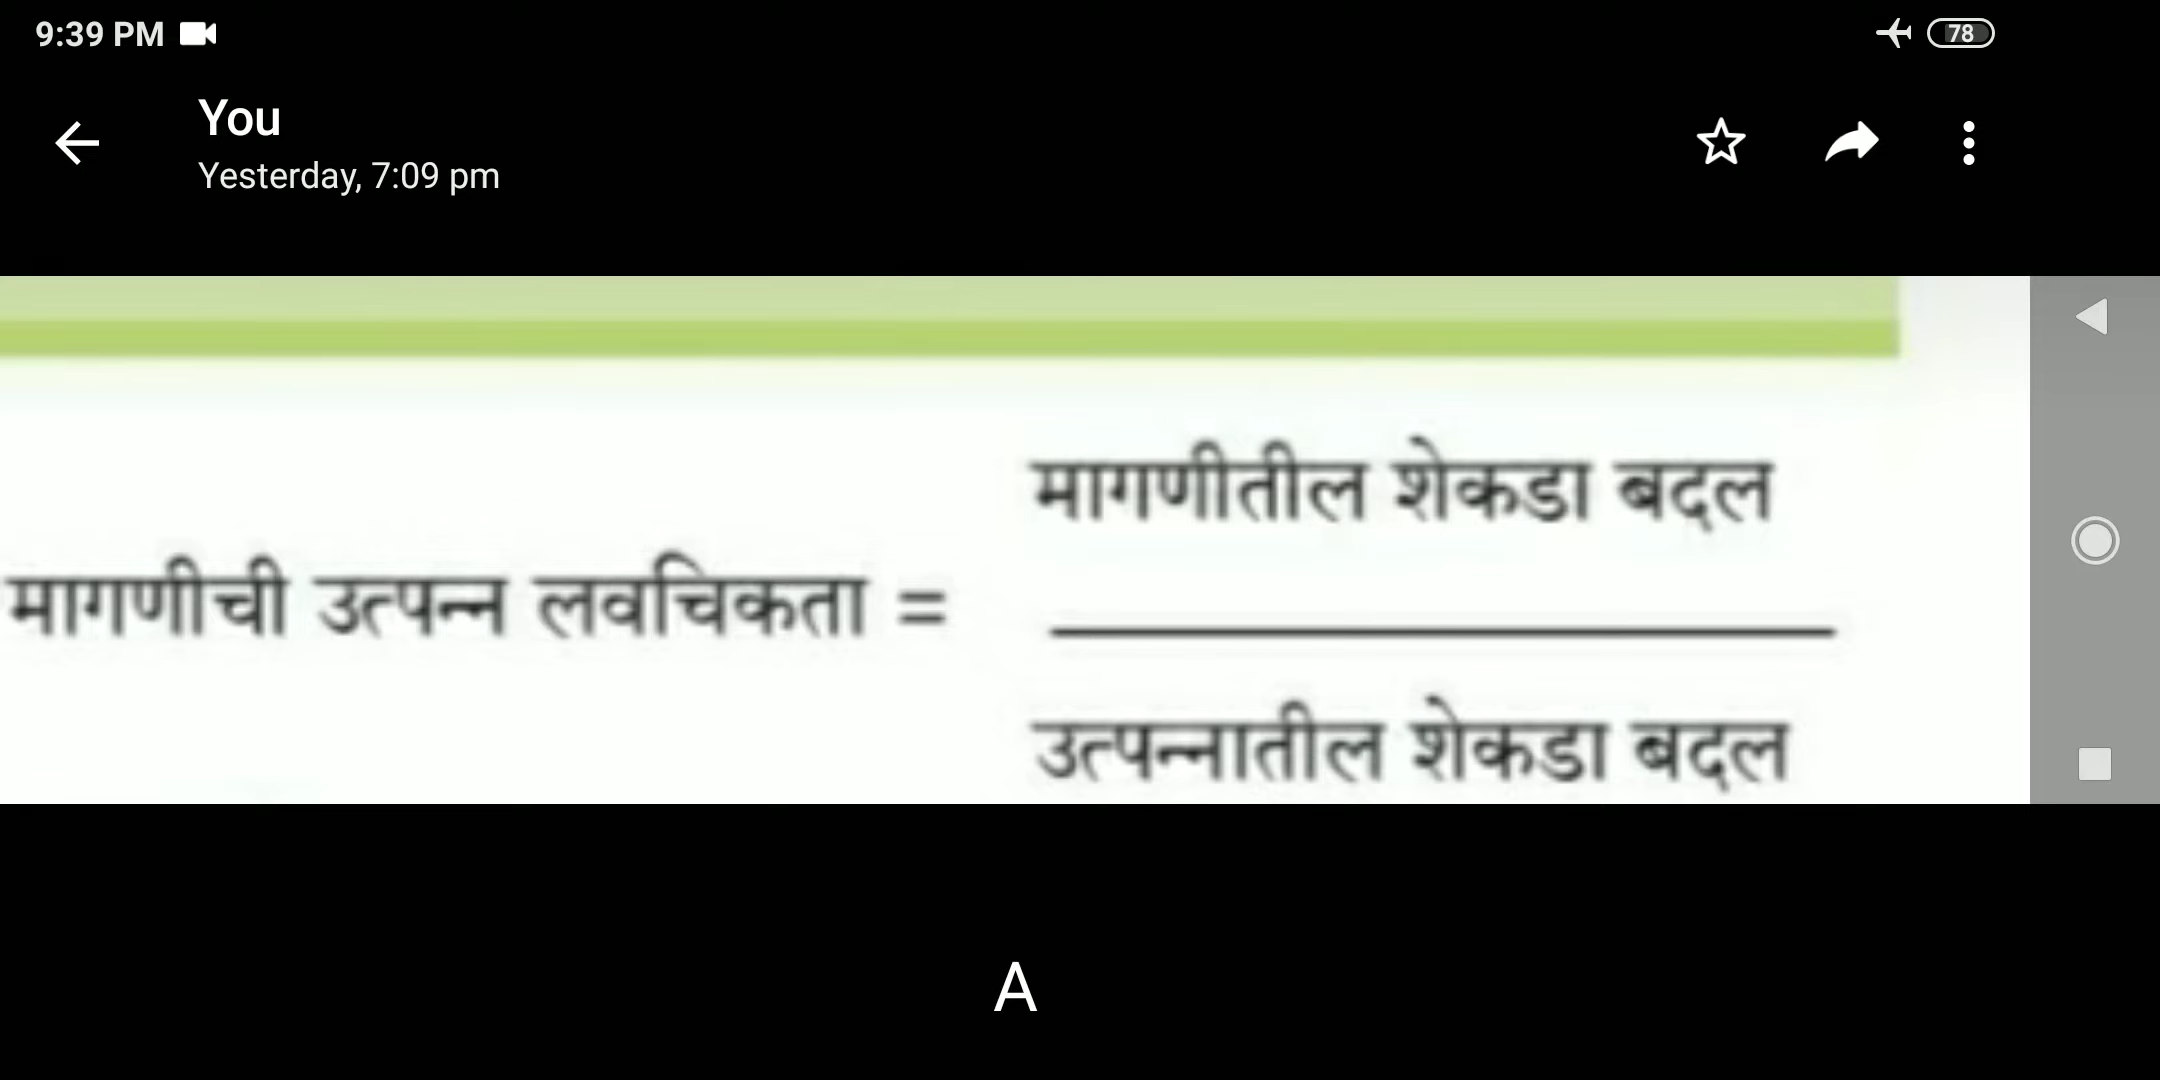 9:39 PM
78
You
Yesterday, 7:09 pm
मागणीतील शेकडा बदल
मागणीची उत्पन्न लवचिकता =
उत्पन्नातील शेकडा बदल
A